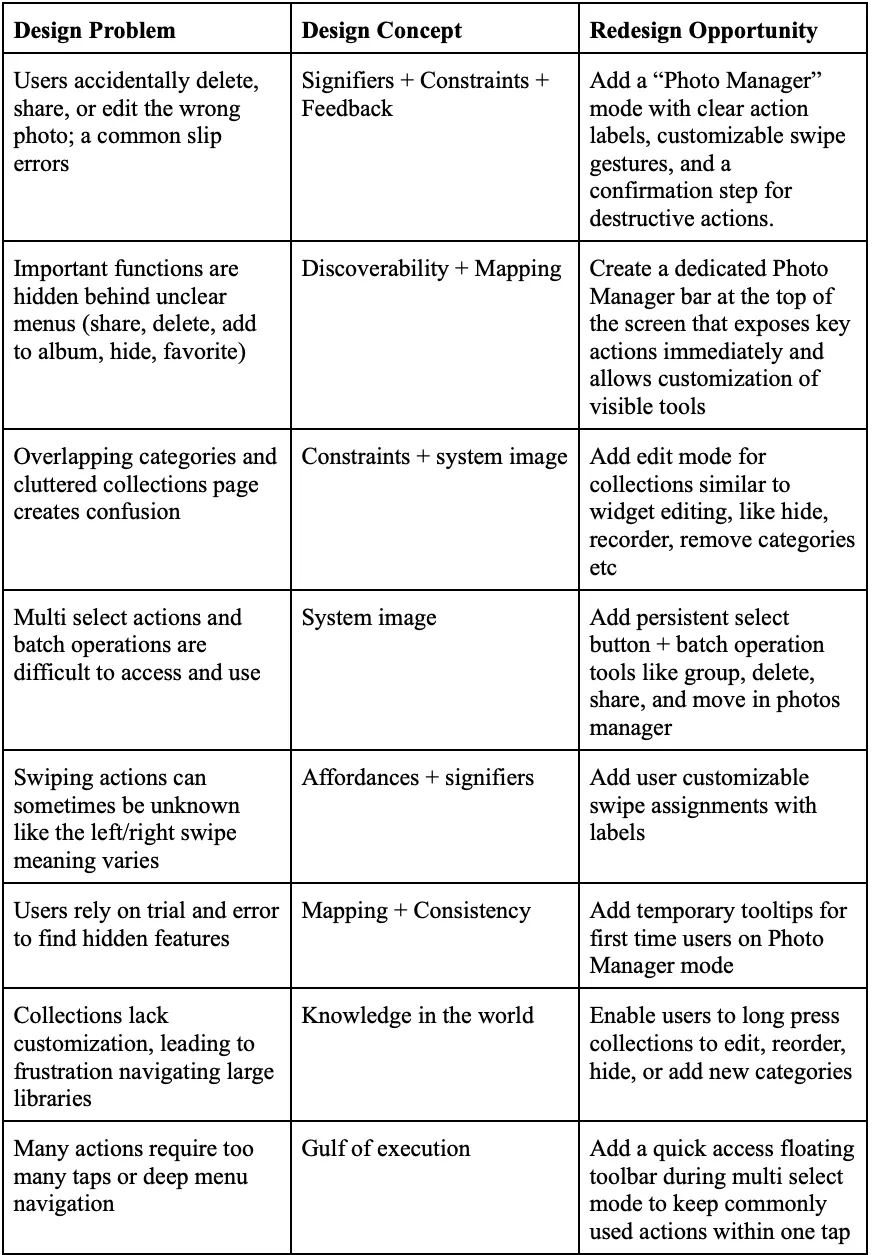 Design Problem
Design Concept
Redesign Opportunity
Users accidentally delete,
share, or edit the wrong
photo; a common slip
errors
Signifiers + Constraints +
Feedback
Add a “Photo Manager”
mode with clear action
labels, customizable swipe
gestures, and a
confirmation step for
destructive actions.
Important functions are
hidden behind unclear
menus (share, delete, add
to album, hide, favorite)
Discoverability + Mapping
Create a dedicated Photo
Manager bar at the top of
the screen that exposes key
actions immediately and
allows customization of
visible tools
Overlapping categories and
cluttered collections page
creates confusion
Constraints + system image
Add edit mode for
collections similar to
widget editing, like hide,
recorder, remove categories
etc
Multi select actions and
batch operations are
difficult to access and use
System image
Add persistent select
button + batch operation
tools like group, delete,
share, and move in photos
manager
Swiping actions can
sometimes be unknown
like the left/right swipe
meaning varies
Affordances + signifiers
Add user customizable
swipe assignments with
labels
Users rely on trial and error
to find hidden features
Mapping + Consistency
Add temporary tooltips for
first time users on Photo
Manager mode
Collections lack
customization, leading to
frustration navigating large
libraries
Knowledge in the world
Enable users to long press
collections to edit, reorder,
hide, or add new categories
Many actions require too
many taps or deep menu
navigation
Gulf of execution
Add a quick access floating
toolbar during multi select
mode to keep commonly
used actions within one tap